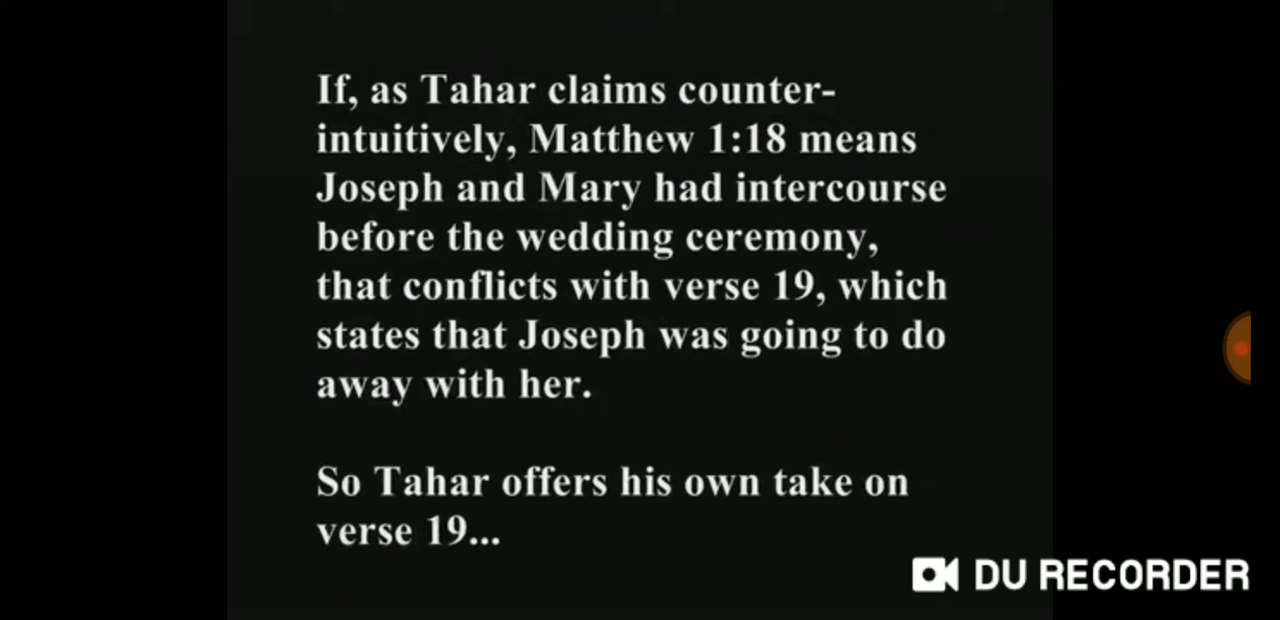 If, as Tahar claims counter-
intuitively, Matthew 1:18 means
Joseph and Mary had intercourse
before the wedding ceremony,
that conflicts with verse 19, which
states that Joseph was going to do
away with her.
So Tahar offers his own take on
verse 19...
DU RECORDER